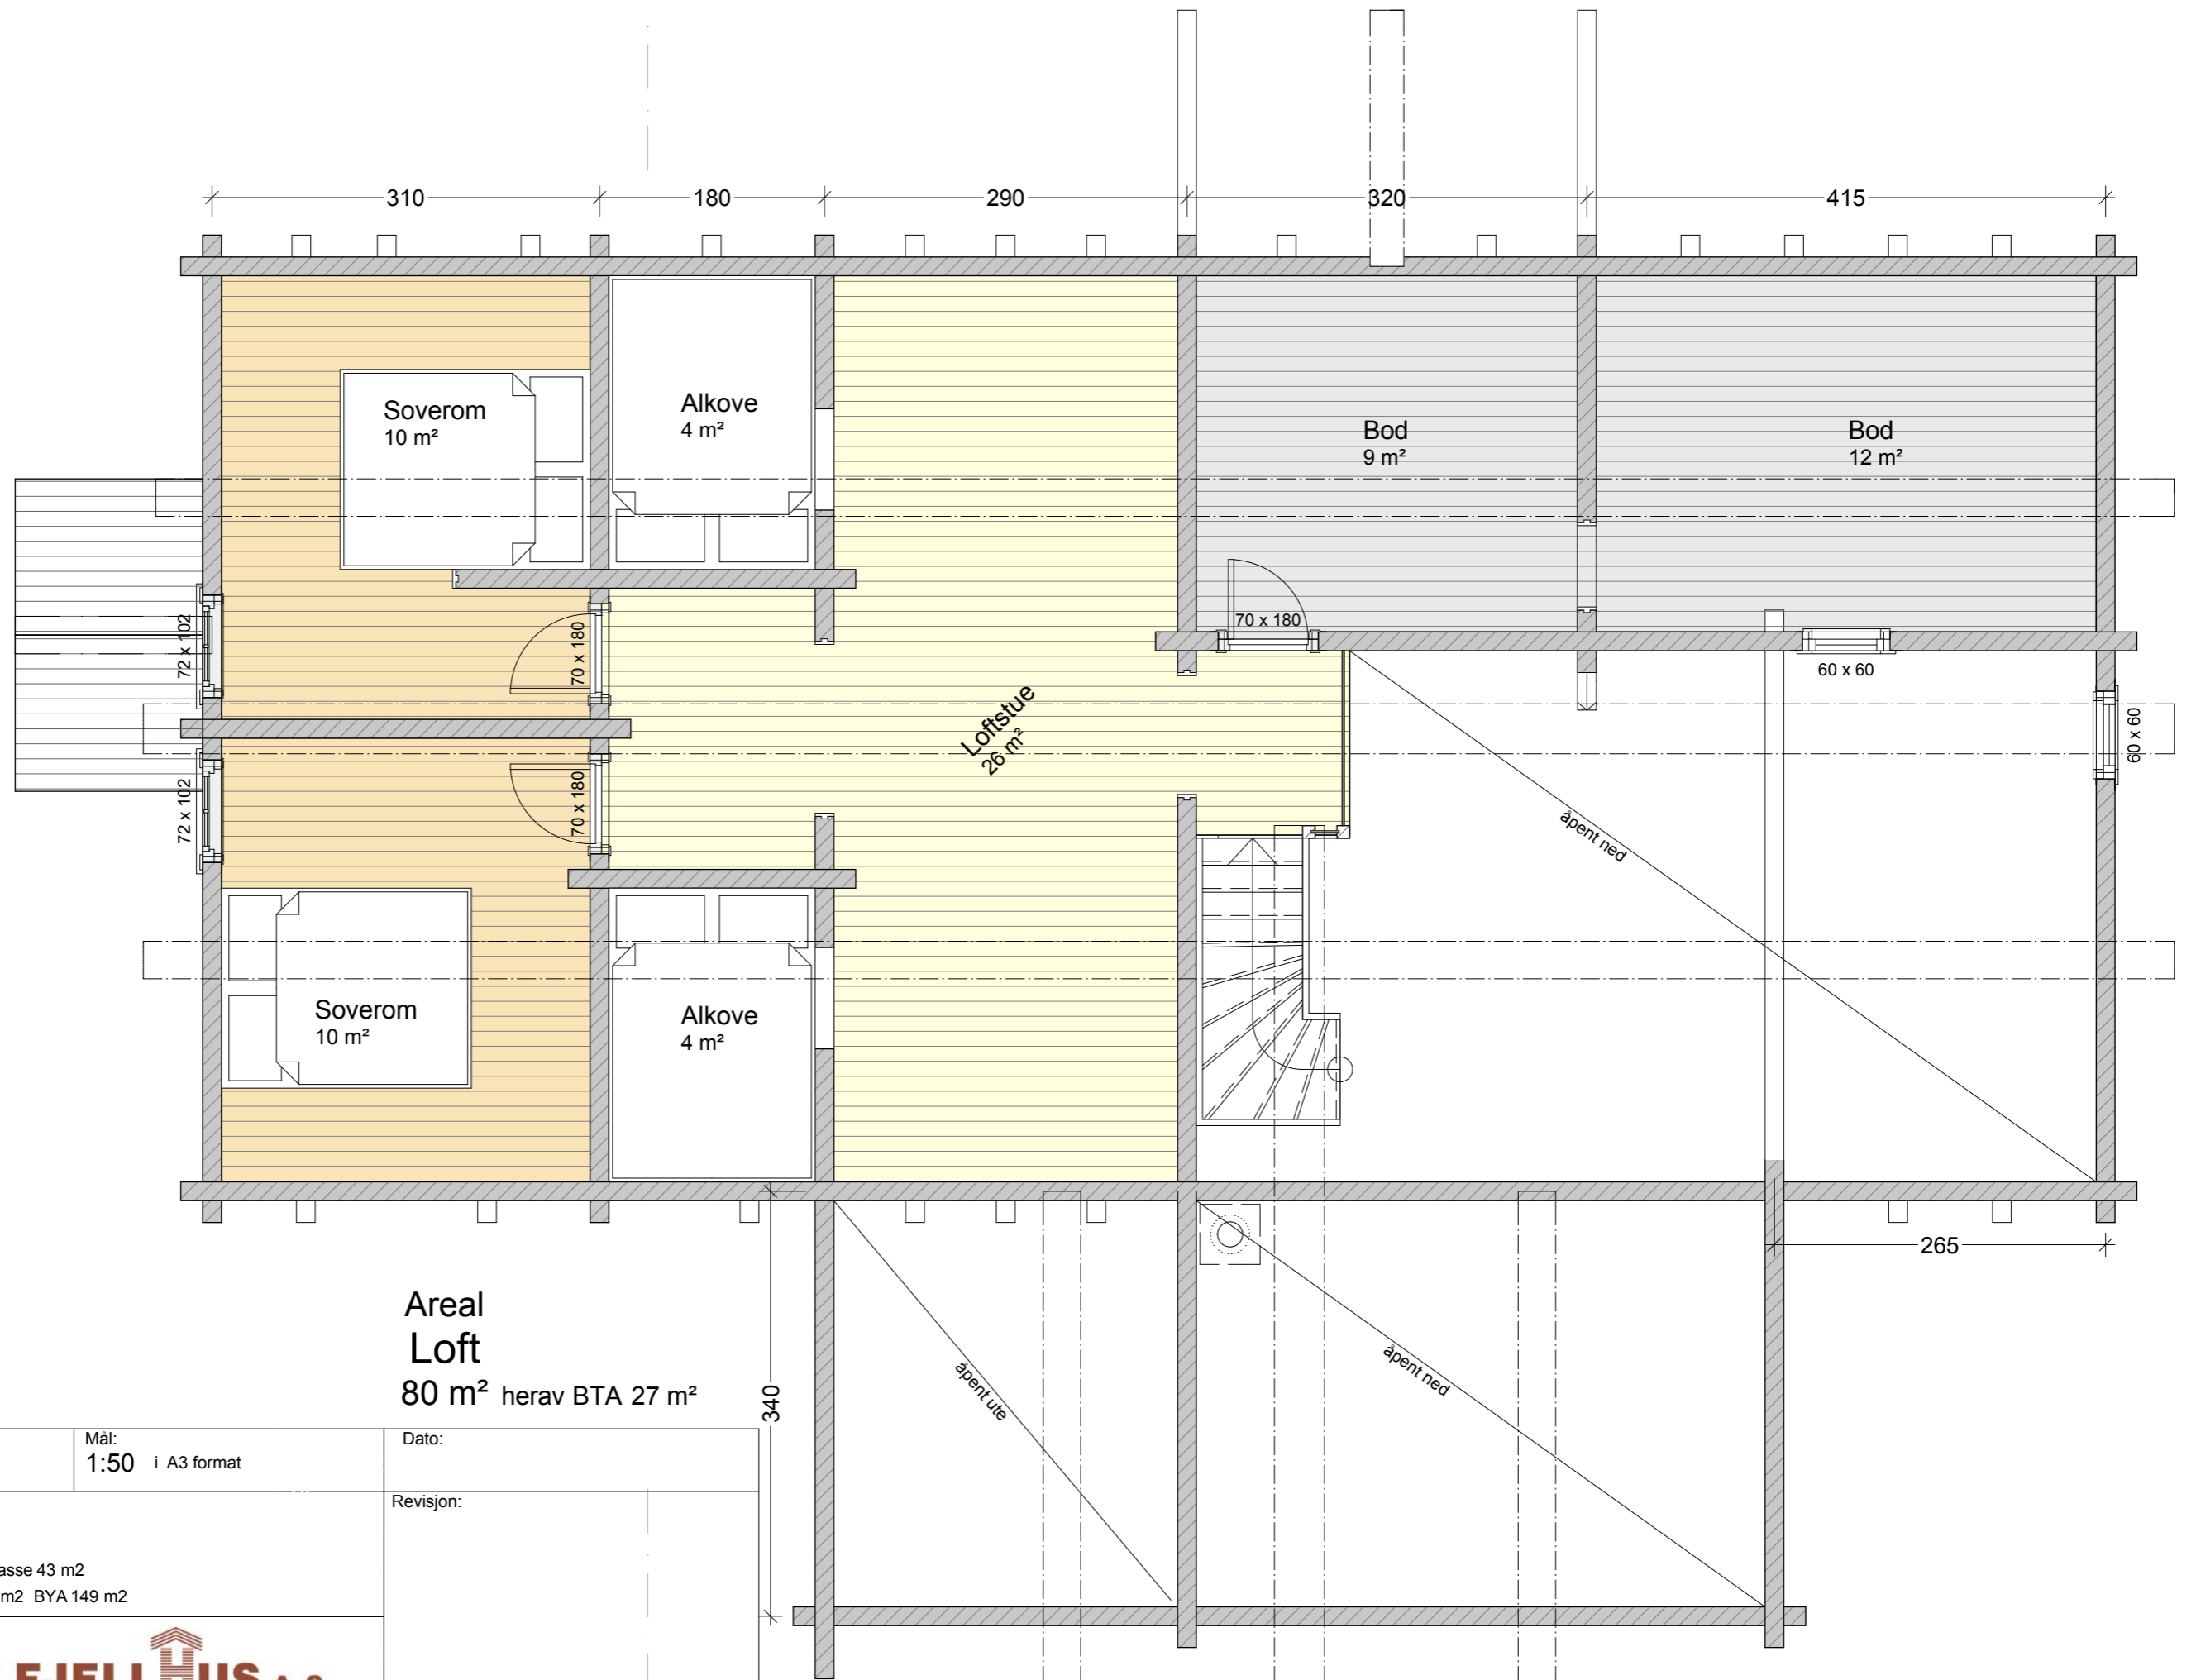 310
180
290
320
415
Soverom
10 m²
Alkove
4 m²
Bod
9 m²
Bod
12 m²
72 x 102
70 x 180
70 x 180
60 x 60
60 x 60
Loftstue
26 m²
72 x 102
70 x 180
åpent ned
Soverom
10 m²
Alkove
4 m²
265
Areal
Loft
80 m² herav BTA 27 m²
340
åpent ute
åpent ned
Mål:
1:50 i A3 format
Dato:
Revisjon:
asse 43 m2
m2 BYA 149 m2